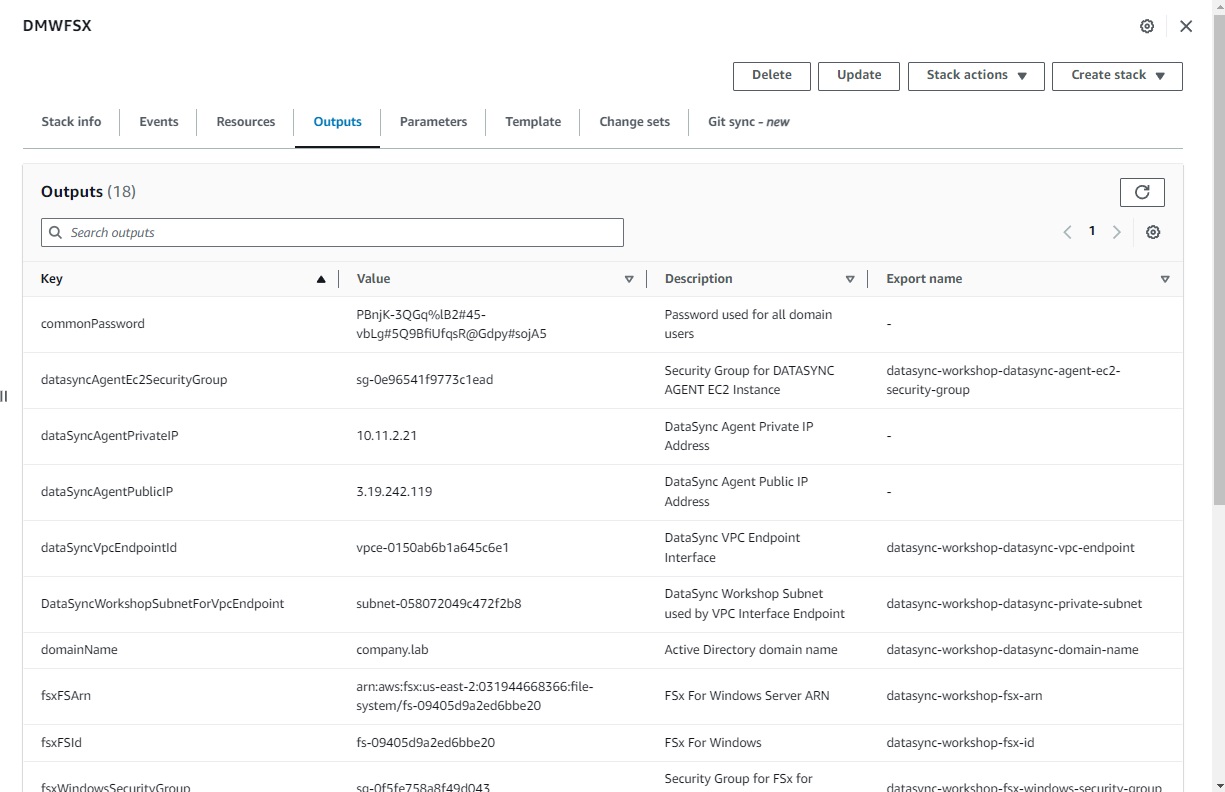 DMWFSX
Delete Update Stack actions Create stack
Stack info Events Resources Outputs Parameters Template Change sets Git sync - new
Outputs (18)
Search outputs
1
Key Value Description Export name
commonPassword
PBnjK-3QGq%lB2#45-
vbLg#5Q9BfiUfqsR@Gdpy#sojA5
Password used for all domain
users
-
datasyncAgentEc2SecurityGroup
sg-0e96541f9773c1ead
Security Group for DATASYNC
AGENT EC2 Instance
datasync-workshop-datasync-agent-ec2-
security-group
dataSyncAgentPrivateIP
10.11.2.21
DataSync Agent Private IP
Address
-
dataSyncAgentPublicIP
3.19.242.119
DataSync Agent Public IP
Address
-
dataSyncVpcEndpointId
vpce-0150ab6b1a645c6e1
DataSync VPC Endpoint
Interface
datasync-workshop-datasync-vpc-endpoint
DataSyncWorkshopSubnetForVpcEndpoint
subnet-058072049c472f2b8
DataSync Workshop Subnet
used by VPC Interface Endpoint
datasync-workshop-datasync-private-subnet
domainName
company.lab
Active Directory domain name
datasync-workshop-datasync-domain-name
fsxFSArn
arn:aws:fsx:us-east-2:031944668366:file-
system/fs-09405d9a2ed6bbe20
FSx For Windows Server ARN
datasync-workshop-fsx-arn
fsxFSId
fs-09405d9a2ed6bbe20
FSx For Windows
datasync-workshop-fsx-id
fsxWindowsSecurityGroup
sg-0f5fe758a8f49d043
Security Group for FSx for
datasync-workshop-fsx-windows-security-group